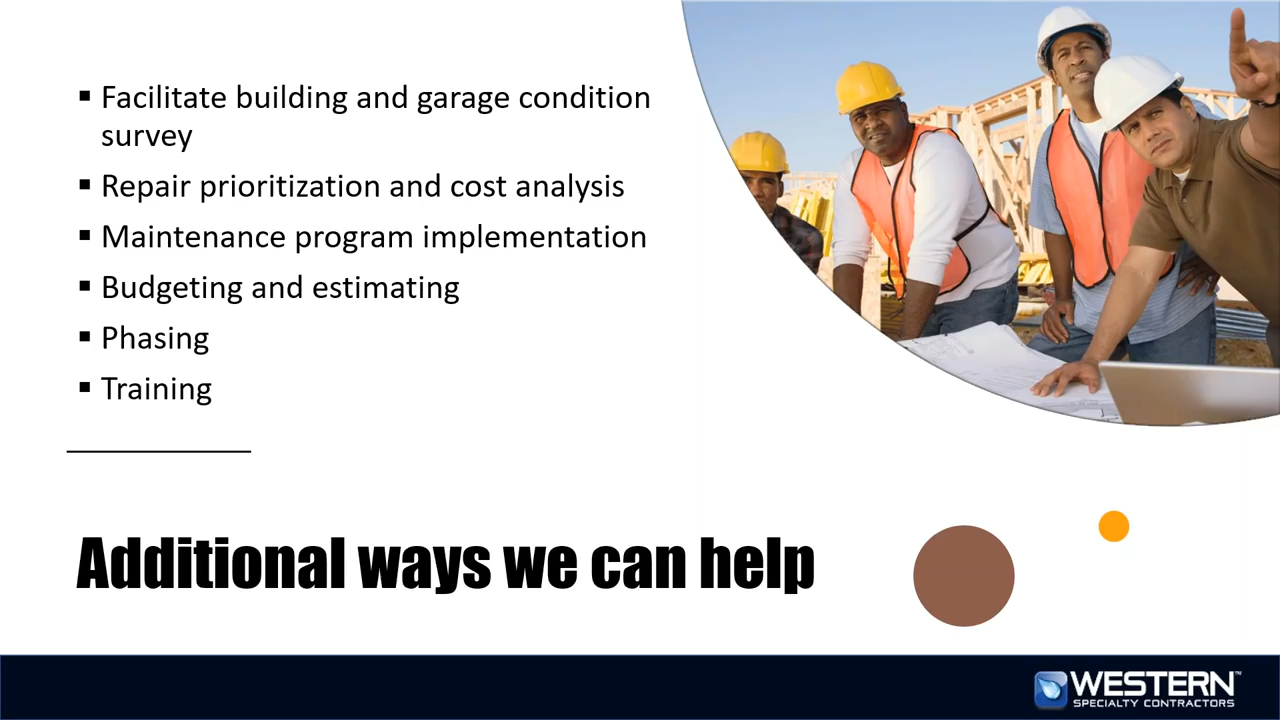 ▪ Facilitate building and garage condition
survey
▪ Repair prioritization and cost analysis
▪ Maintenance program implementation
▪ Budgeting and estimating
▪ Phasing
▪ Training
Additional ways we can help
WESTERN™
SPECIALTY CONTRACTORS